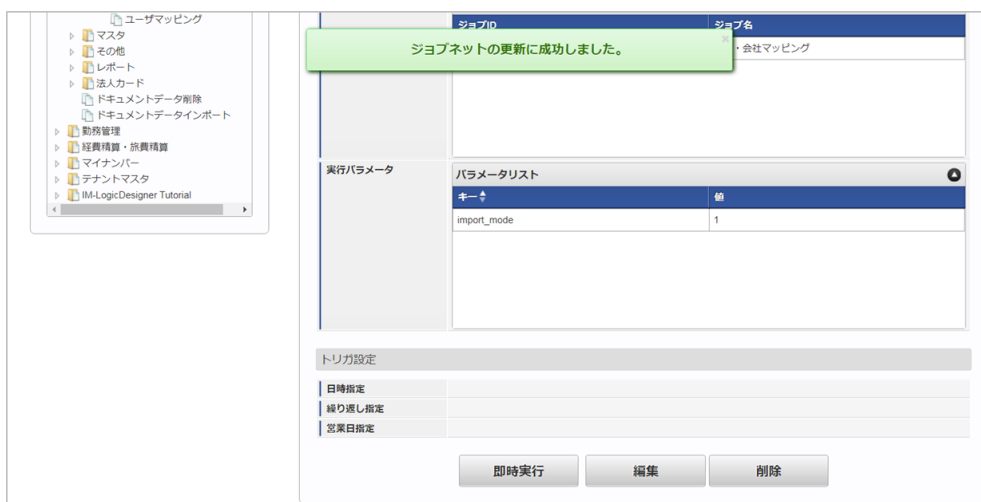 ユーザマッピング
マスタ
その他
レポート
法人カード
ドキュメントデータ削除
ドキュメントデータインポート
勤務管理
経費精算・旅費精算
マイナンバー
テナントマスタ
IM-LogicDesigner Tutorial
ジョブID ジョブ名
ジョブネットの更新に成功しました。 ×
・会社マッピング
実行パラメータ
パラメータリスト
キー 値
import_mode 1
トリガ設定
日時指定
繰り返し指定
営業日指定
即時実行 編集 削除